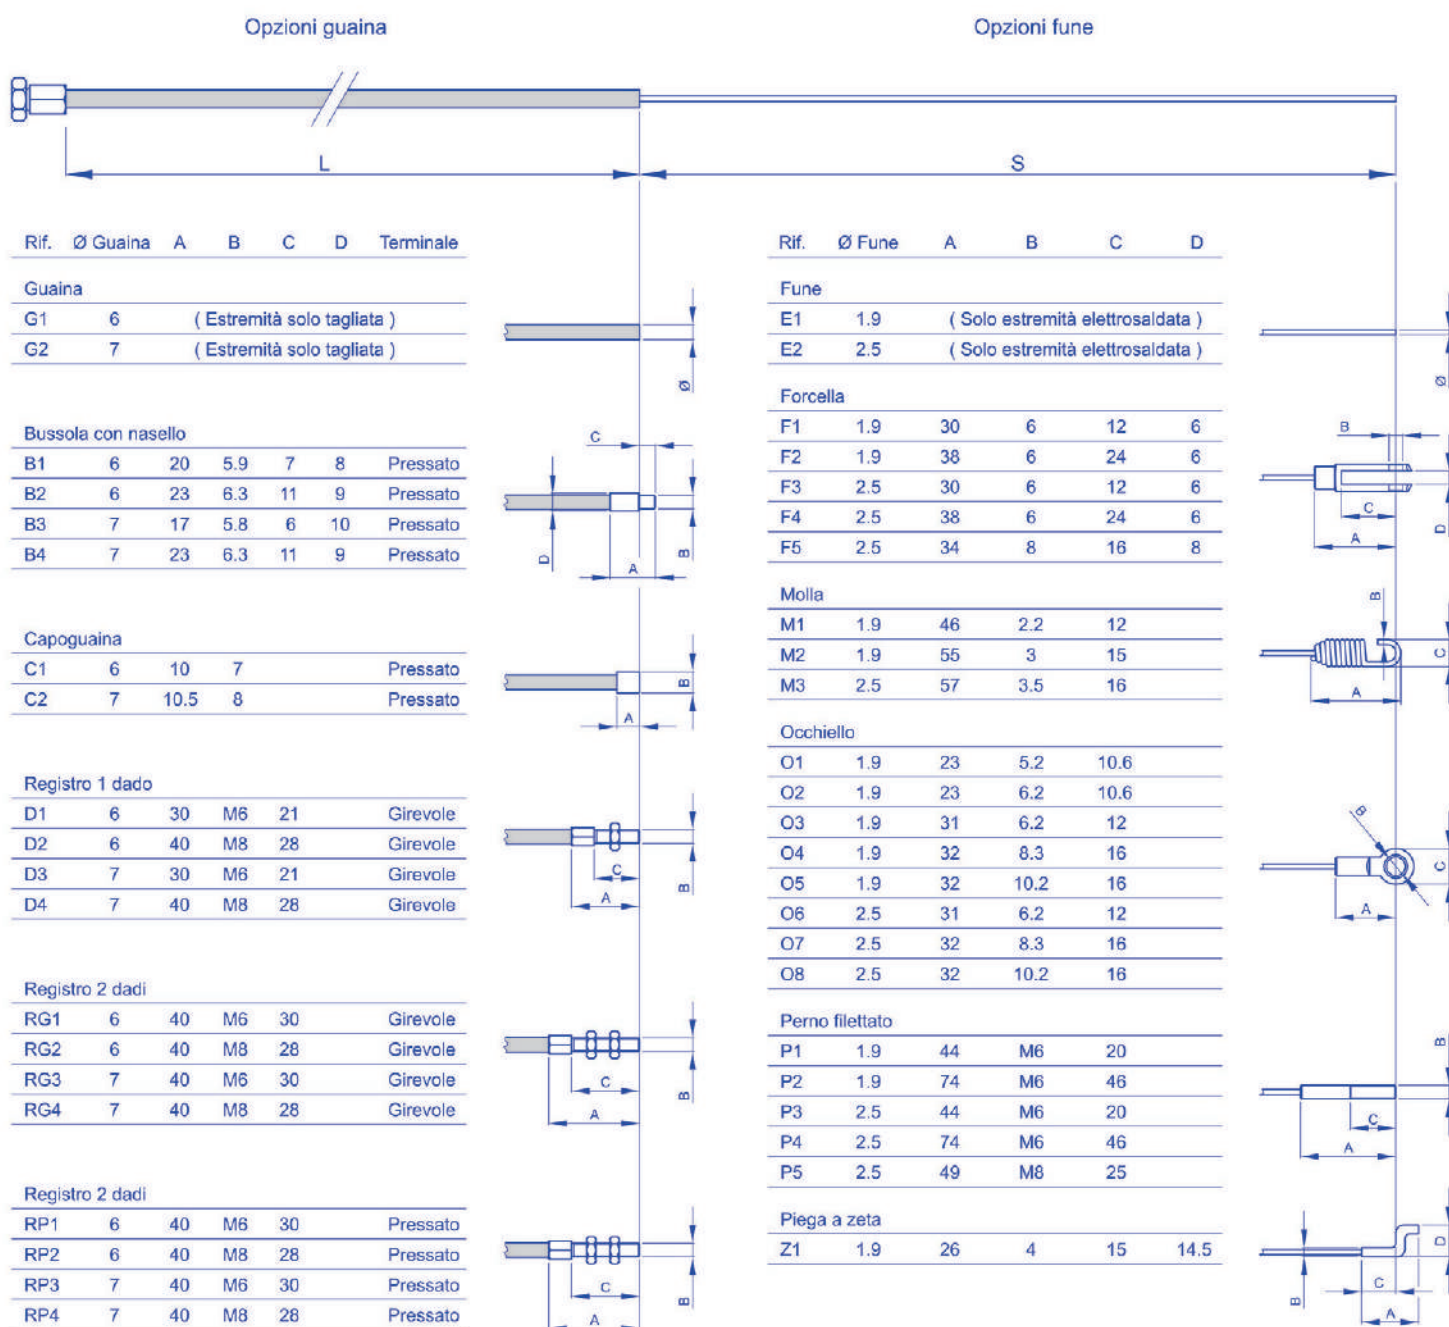 Opzioni guaina
Opzioni fune
L
S
Rif. Ø Guaina A B C D Terminale
Guaina
G1 6 ( Estremità solo tagliata )
G2 7 ( Estremità solo tagliata )
Ø
Bussola con nasello
B1 6 20 5.9 7 8 Pressato
B2 6 23 6.3 11 9 Pressato
B3 7 17 5.8 6 10 Pressato
B4 7 23 6.3 11 9 Pressato
C
D
A
B
Capoguaina
C1 6 10 7 Pressato
C2 7 10.5 8 Pressato
B
A
Registro 1 dado
D1 6 30 M6 21 Girevole
D2 6 40 M8 28 Girevole
D3 7 30 M6 21 Girevole
D4 7 40 M8 28 Girevole
C
A
B
Registro 2 dadi
RG1 6 40 M6 30 Girevole
RG2 6 40 M8 28 Girevole
RG3 7 40 M6 30 Girevole
RG4 7 40 M8 28 Girevole
C
A
B
Registro 2 dadi
RP1 6 40 M6 30 Pressato
RP2 6 40 M8 28 Pressato
RP3 7 40 M6 30 Pressato
RP4 7 40 M8 28 Pressato
C
A
B
Rif. Ø Fune A B C D
Fune
E1 1.9 ( Solo estremità elettrosaldata )
E2 2.5 ( Solo estremità elettrosaldata )
Ø
Forcella
F1 1.9 30 6 12 6
F2 1.9 38 6 24 6
F3 2.5 30 6 12 6
F4 2.5 38 6 24 6
F5 2.5 34 8 16 8
B
C
A
D
Molla
M1 1.9 46 2.2 12
M2 1.9 55 3 15
M3 2.5 57 3.5 16
B
C
A
Occhiello
O1 1.9 23 5.2 10.6
O2 1.9 23 6.2 10.6
O3 1.9 31 6.2 12
O4 1.9 32 8.3 16
O5 1.9 32 10.2 16
O6 2.5 31 6.2 12
O7 2.5 32 8.3 16
O8 2.5 32 10.2 16
B
C
A
Perno filettato
P1 1.9 44 M6 20
P2 1.9 74 M6 46
P3 2.5 44 M6 20
P4 2.5 74 M6 46
P5 2.5 49 M8 25
B
C
A
Piega a zeta
Z1 1.9 26 4 15 14.5
D
C
B
A